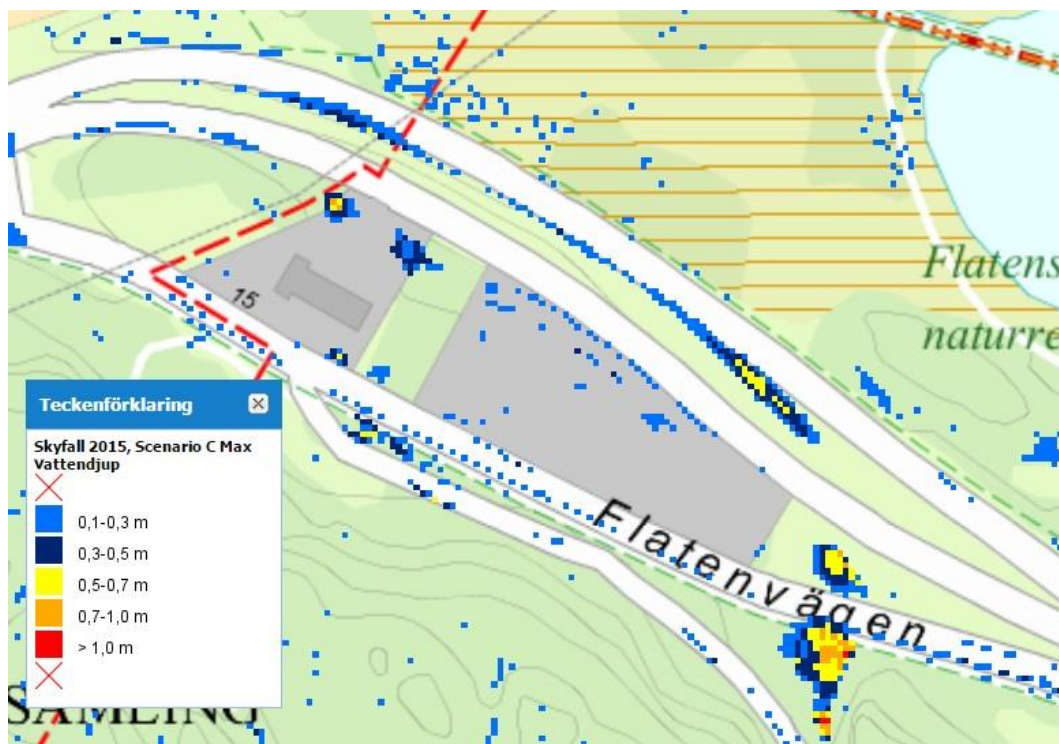 Flatens
naturre
15
Teckenförklaring
Skyfall 2015, Scenario C Max
Vattendjup
0,1-0,3 m
0,3-0,5 m
0,5-0,7 m
0,7-1,0 m
> 1,0 m
Flatenvägen
SAMLING